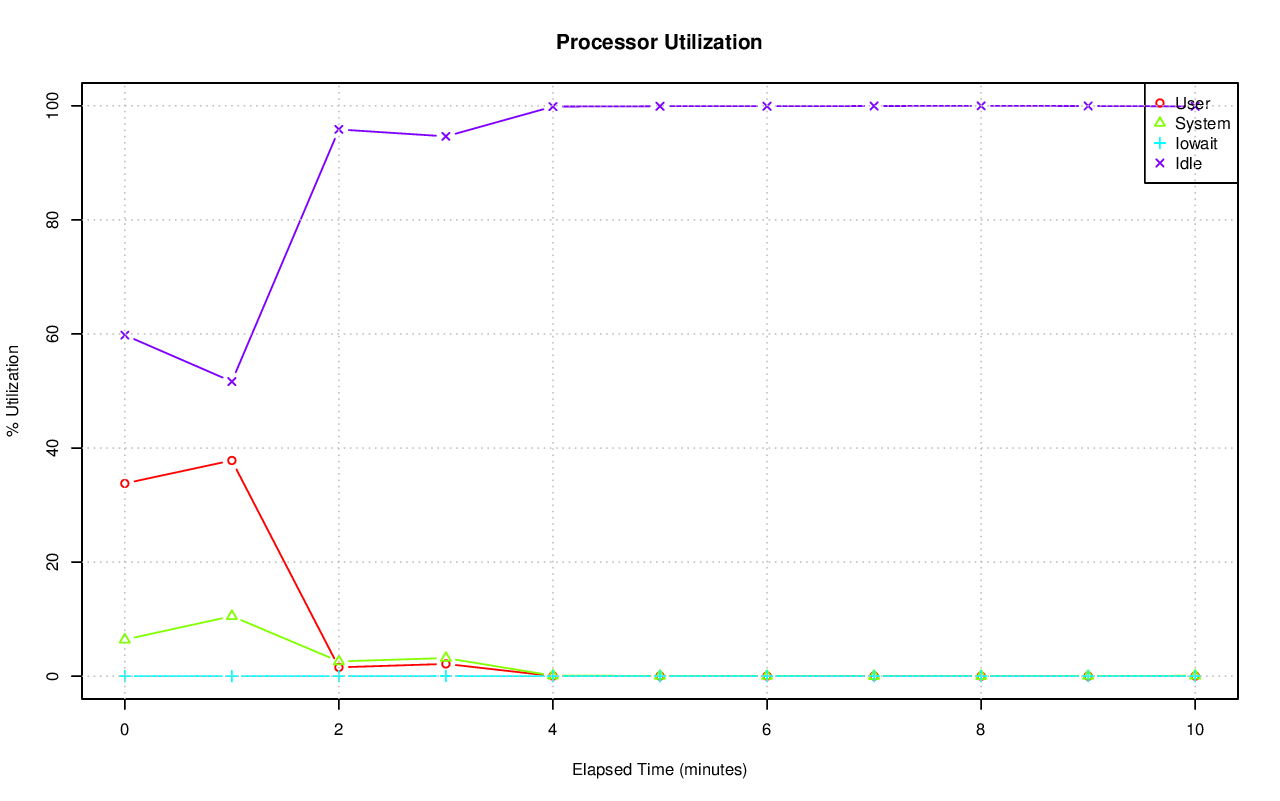 Processor Utilization
% Utilization
100
80
60
40
20
0
User
System
Iowait
Idle
0 2 4 6 8 10
Elapsed Time (minutes)